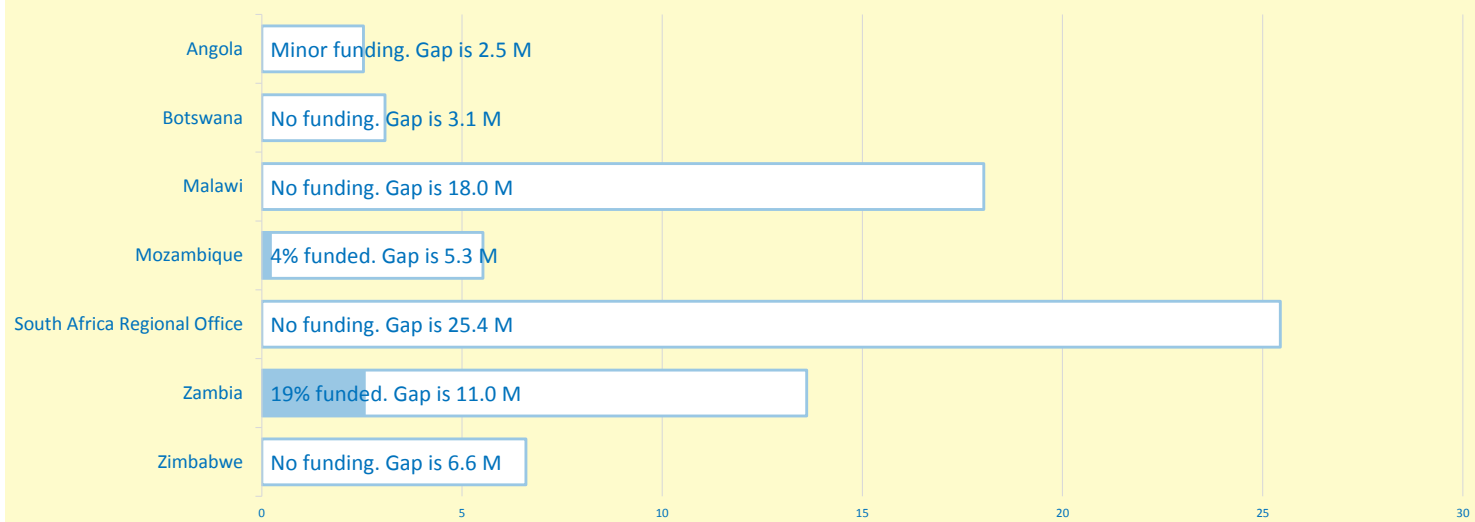 Angola Minor funding. Gap is 2.5 M
Botswana No funding. Gap is 3.1 M
Malawi No funding. Gap is 18.0 M
Mozambique 4% funded. Gap is 5.3 M
South Africa Regional Office No funding. Gap is 25.4 M
Zambia 19% funded. Gap is 11.0 M
Zimbabwe No funding. Gap is 6.6 M
0 5 10 15 20 25 30